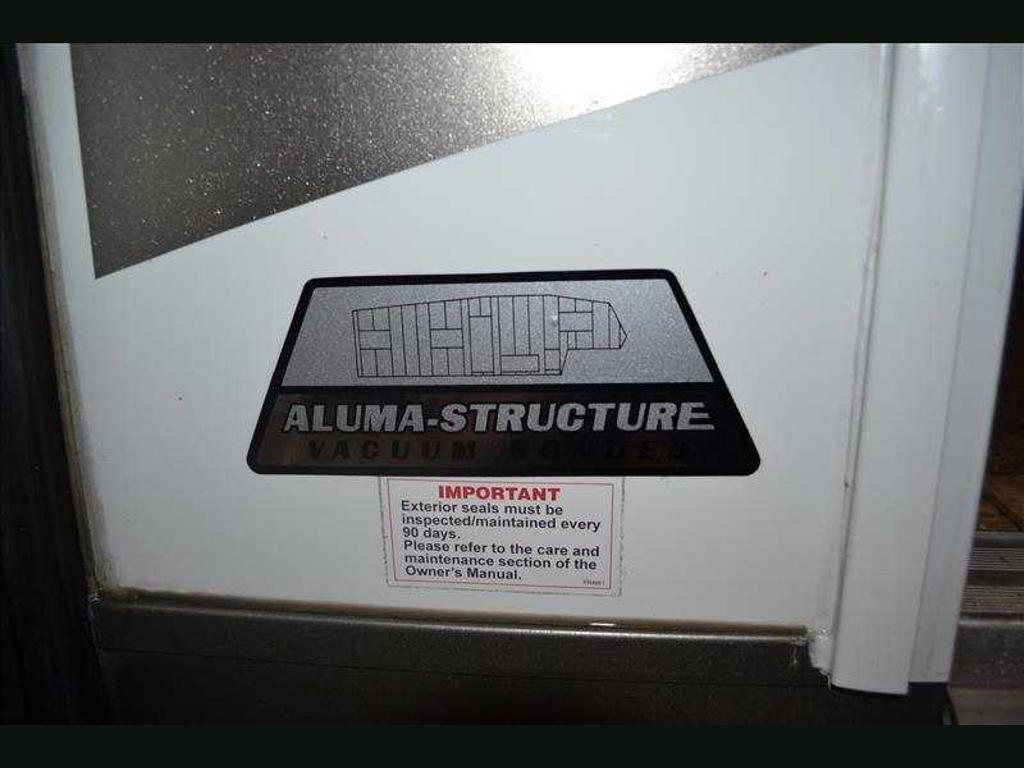 ALUMA-STRUCTURE
VACUUM BONDED
IMPORTANT
Exterior seals must be
inspected/maintained every
90 days.
Please refer to the care and
maintenance section of the
Owner's Manual.